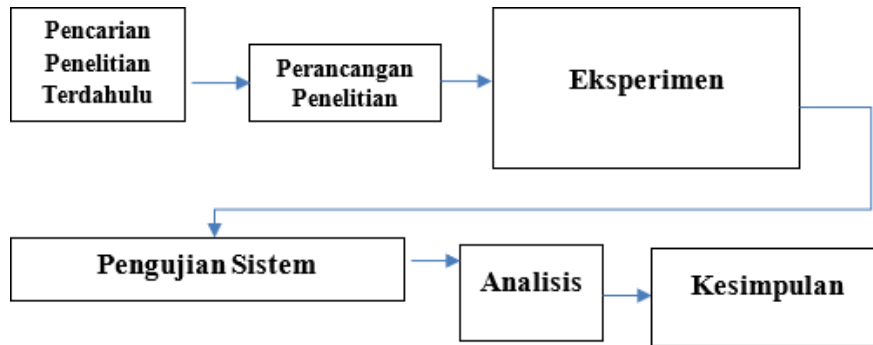 Pencarian
Penelitian
Terdahulu
Perancangan
Penelitian
Eksperimen
Pengujian Sistem
Analisis
Kesimpulan